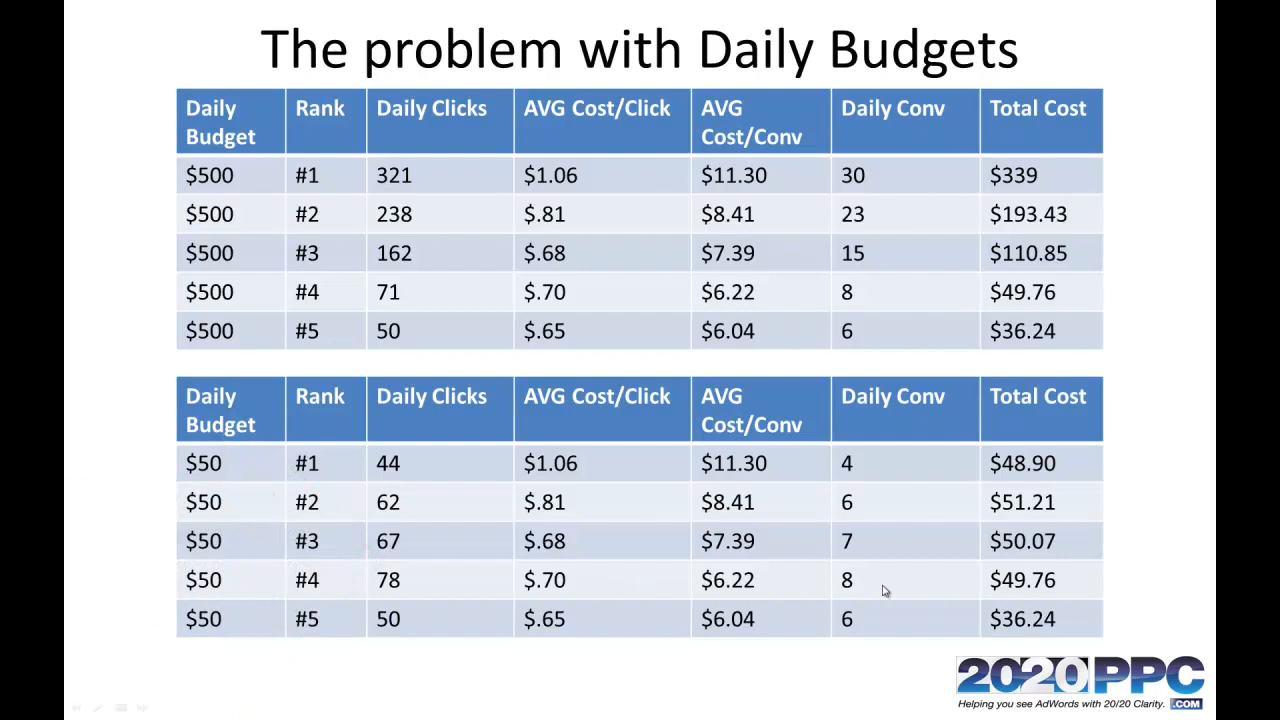 The problem with Daily Budgets
Daily Budget Rank Daily Clicks AVG Cost/Click AVG Cost/Conv Daily Conv Total Cost
$500 #1 321 $1.06 $11.30 30 $339
$500 #2 238 $.81 $8.41 23 $193.43
$500 #3 162 $.68 $7.39 15 $110.85
$500 #4 71 $.70 $6.22 8 $49.76
$500 #5 50 $.65 $6.04 6 $36.24
Daily Budget Rank Daily Clicks AVG Cost/Click AVG Cost/Conv Daily Conv Total Cost
$50 #1 44 $1.06 $11.30 4 $48.90
$50 #2 62 $.81 $8.41 6 $51.21
$50 #3 67 $.68 $7.39 7 $50.07
$50 #4 78 $.70 $6.22 8 $49.76
$50 #5 50 $.65 $6.04 6 $36.24
2020PPC
Helping you see AdWords with 20/20 Clarity. .COM